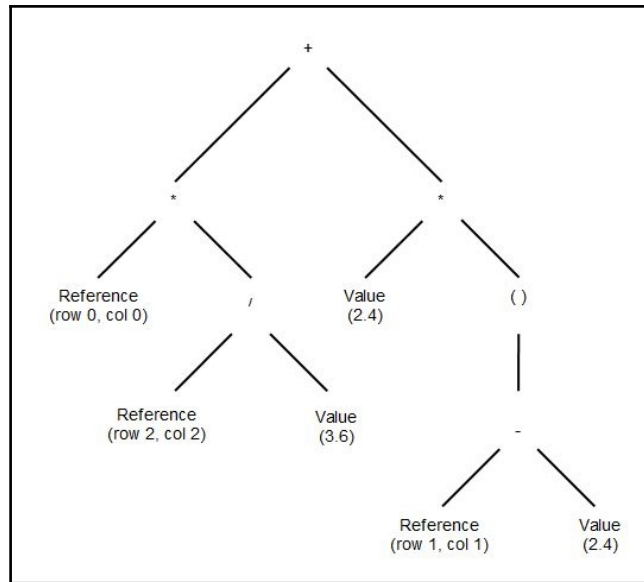 +
*
*
Reference
(row 0, col 0)
/
Value
(2.4)
( )
Reference
(row 2, col 2)
Value
(3.6)
-
Reference
(row 1, col 1)
Value
(2.4)